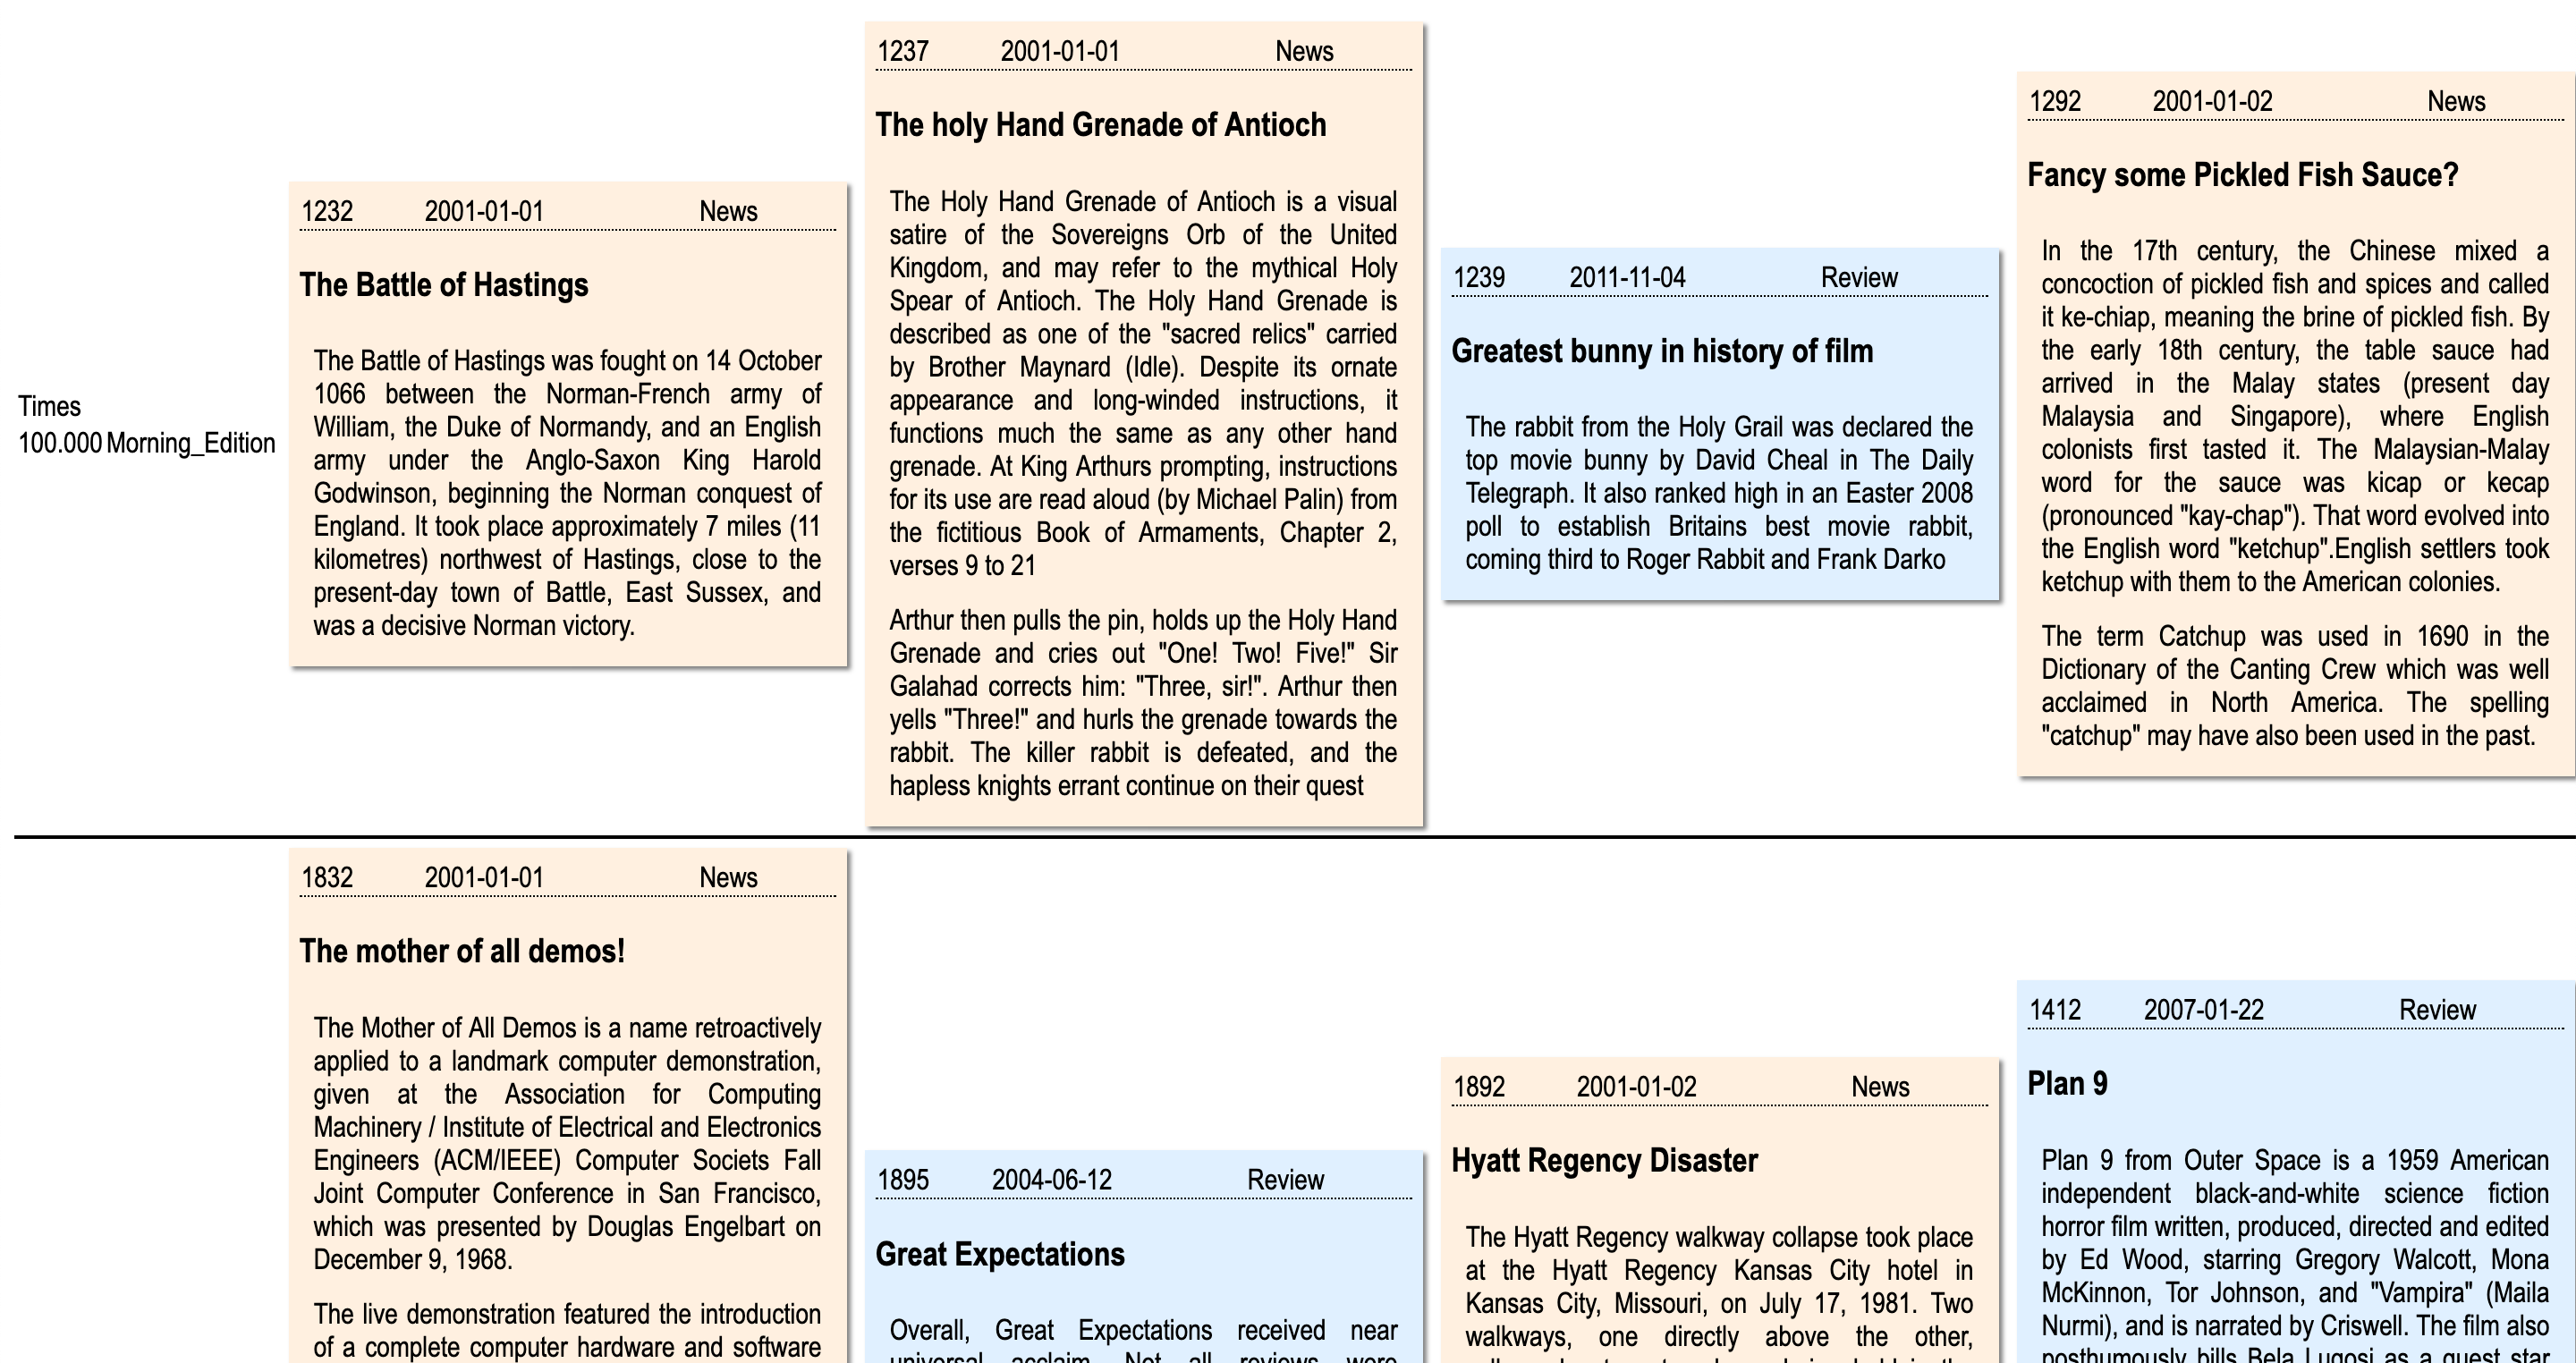 Times
100.000 Morning_Edition
1232 2001-01-01 News
The Battle of Hastings
The Battle of Hastings was fought on 14 October
1066 between the Norman-French army of
William, the Duke of Normandy, and an English
army under the Anglo-Saxon King Harold
Godwinson, beginning the Norman conquest of
England. It took place approximately 7 miles (11
kilometres) northwest of Hastings, close to the
present-day town of Battle, East Sussex, and
was a decisive Norman victory.
1237 2001-01-01 News
The holy Hand Grenade of Antioch
The Holy Hand Grenade of Antioch is a visual
satire of the Sovereigns Orb of the United
Kingdom, and may refer to the mythical Holy
Spear of Antioch. The Holy Hand Grenade is
described as one of the "sacred relics" carried
by Brother Maynard (Idle). Despite its ornate
appearance and long-winded instructions, it
functions much the same as any other hand
grenade. At King Arthurs prompting, instructions
for its use are read aloud (by Michael Palin) from
the fictitious Book of Armaments, Chapter 2,
verses 9 to 21
Arthur then pulls the pin, holds up the Holy Hand
Grenade and cries out "One! Two! Five!" Sir
Galahad corrects him: "Three, sir!". Arthur then
yells "Three!" and hurls the grenade towards the
rabbit. The killer rabbit is defeated, and the
hapless knights errant continue on their quest
1239 2011-11-04 Review
Greatest bunny in history of film
The rabbit from the Holy Grail was declared the
top movie bunny by David Cheal in The Daily
Telegraph. It also ranked high in an Easter 2008
poll to establish Britains best movie rabbit,
coming third to Roger Rabbit and Frank Darko
1292 2001-01-02 News
Fancy some Pickled Fish Sauce?
In the 17th century, the Chinese mixed a
concoction of pickled fish and spices and called
it ke-chiap, meaning the brine of pickled fish. By
the early 18th century, the table sauce had
arrived in the Malay states (present day
Malaysia and Singapore), where English
colonists first tasted it. The Malaysian-Malay
word for the sauce was kicap or kecap
(pronounced "kay-chap"). That word evolved into
the English word "ketchup".English settlers took
ketchup with them to the American colonies.
The term Catchup was used in 1690 in the
Dictionary of the Canting Crew which was well
acclaimed in North America. The spelling
"catchup" may have also been used in the past.
1832 2001-01-01 News
The mother of all demos!
The Mother of All Demos is a name retroactively
applied to a landmark computer demonstration,
given at the Association for Computing
Machinery / Institute of Electrical and Electronics
Engineers (ACM/IEEE) Computer Societs Fall
Joint Computer Conference in San Francisco,
which was presented by Douglas Engelbart on
December 9, 1968.
The live demonstration featured the introduction
of a complete computer hardware and software
1895 2004-06-12 Review
Great Expectations
Overall, Great Expectations received near
universal acclaim. Not all reviews were
1892 2001-01-02 News
Hyatt Regency Disaster
The Hyatt Regency walkway collapse took place
at the Hyatt Regency Kansas City hotel in
Kansas City, Missouri, on July 17, 1981. Two
walkways, one directly above the other,
1412 2007-01-22 Review
Plan 9
Plan 9 from Outer Space is a 1959 American
independent black-and-white science fiction
horror film written, produced, directed and edited
by Ed Wood, starring Gregory Walcott, Mona
McKinnon, Tor Johnson, and "Vampira" (Maila
Nurmi), and is narrated by Criswell. The film also
posthumously bills Bela Lugosi as a guest star